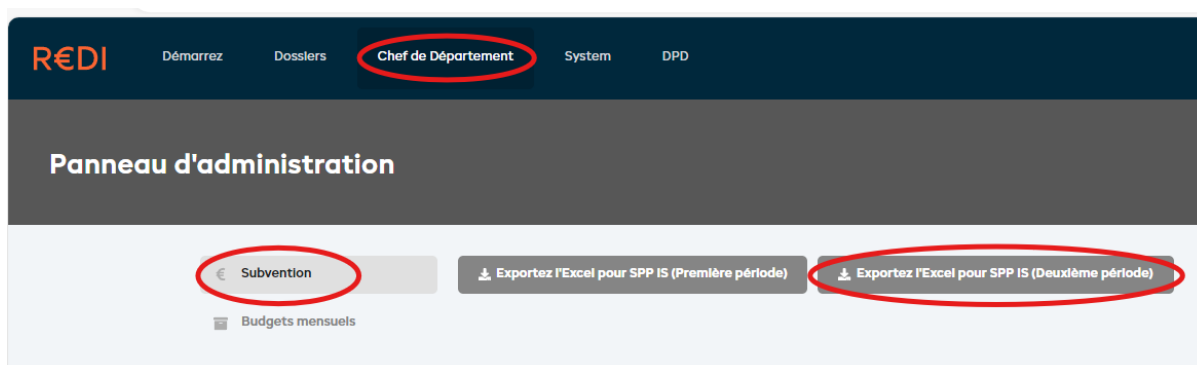 R€DI Démarrez Dossiers Chef de Département System DPD
Panneau d'administration
€ Subvention Exportez l'Excel pour SPP IS (Première période) Exportez l'Excel pour SPP IS (Deuxième période)
Budgets mensuels